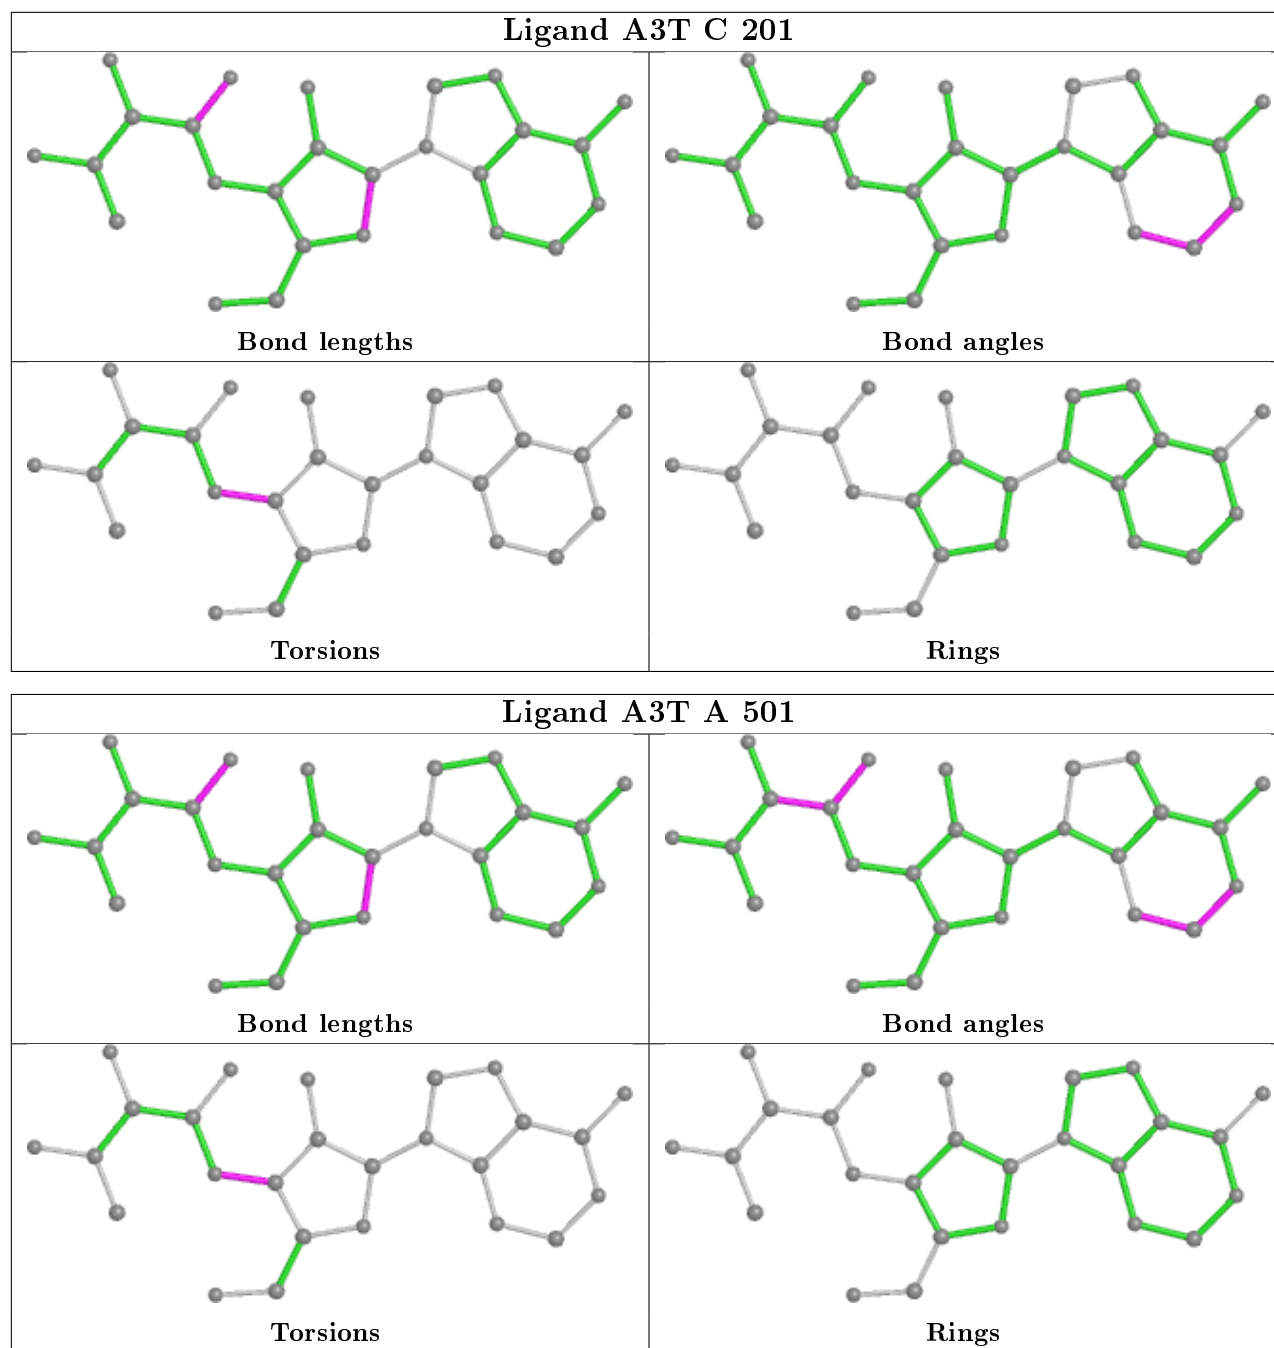 Ligand A3T C 201
Bond lengths
Bond angles
Torsions
Rings
Ligand A3T A 501
Bond lengths
Bond angles
Torsions
Rings